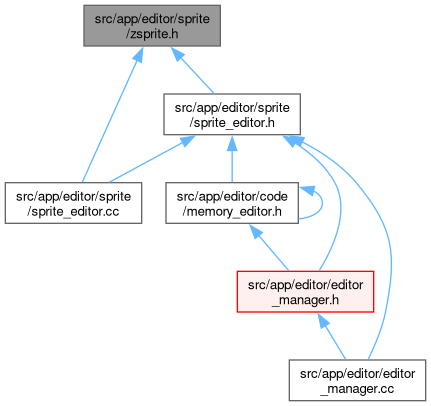 src/app/editor/sprite
/zsprite.h
src/app/editor/sprite
/sprite_editor.h
src/app/editor/sprite
/sprite_editor.cc
src/app/editor/code
/memory_editor.h
src/app/editor/editor
_manager.h
src/app/editor/editor
_manager.cc